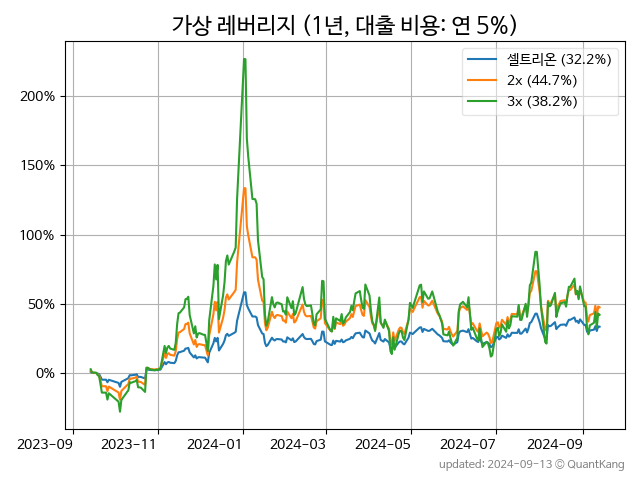 가상 레버리지 (1년, 대출 비용: 연 5%)
셀트리온 (32.2%)
2x (44.7%)
3x (38.2%)
200%
150%
100%
50%
0%
2023-09 2023-11 2024-01 2024-03 2024-05 2024-07 2024-09
updated: 2024-09-13 © QuantKang